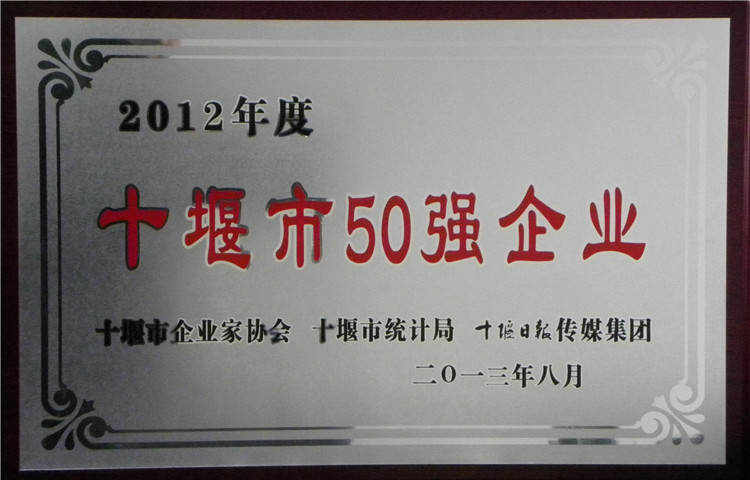 2012年度
十堰市50强企业
十堰市企业家协会 十堰市统计局 十堰日报传媒集团
二〇一三年八月